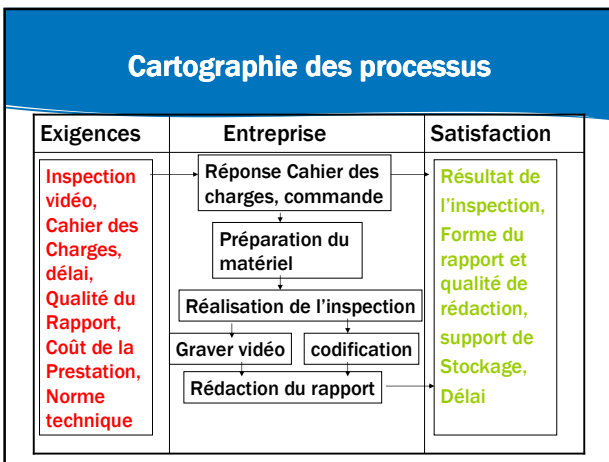 Cartographie des processus
Exigences
Entreprise
Satisfaction
Inspection
vidéo,
Cahier des
Charges,
délai,
Qualité du
Rapport,
Coût de la
Prestation,
Norme
technique
Réponse Cahier des
charges, commande
Préparation du
matériel
Réalisation de l’inspection
Graver vidéo
codification
Rédaction du rapport
Résultat de
l’inspection,
Forme du
rapport et
qualité de
rédaction,
support de
Stockage,
Délai